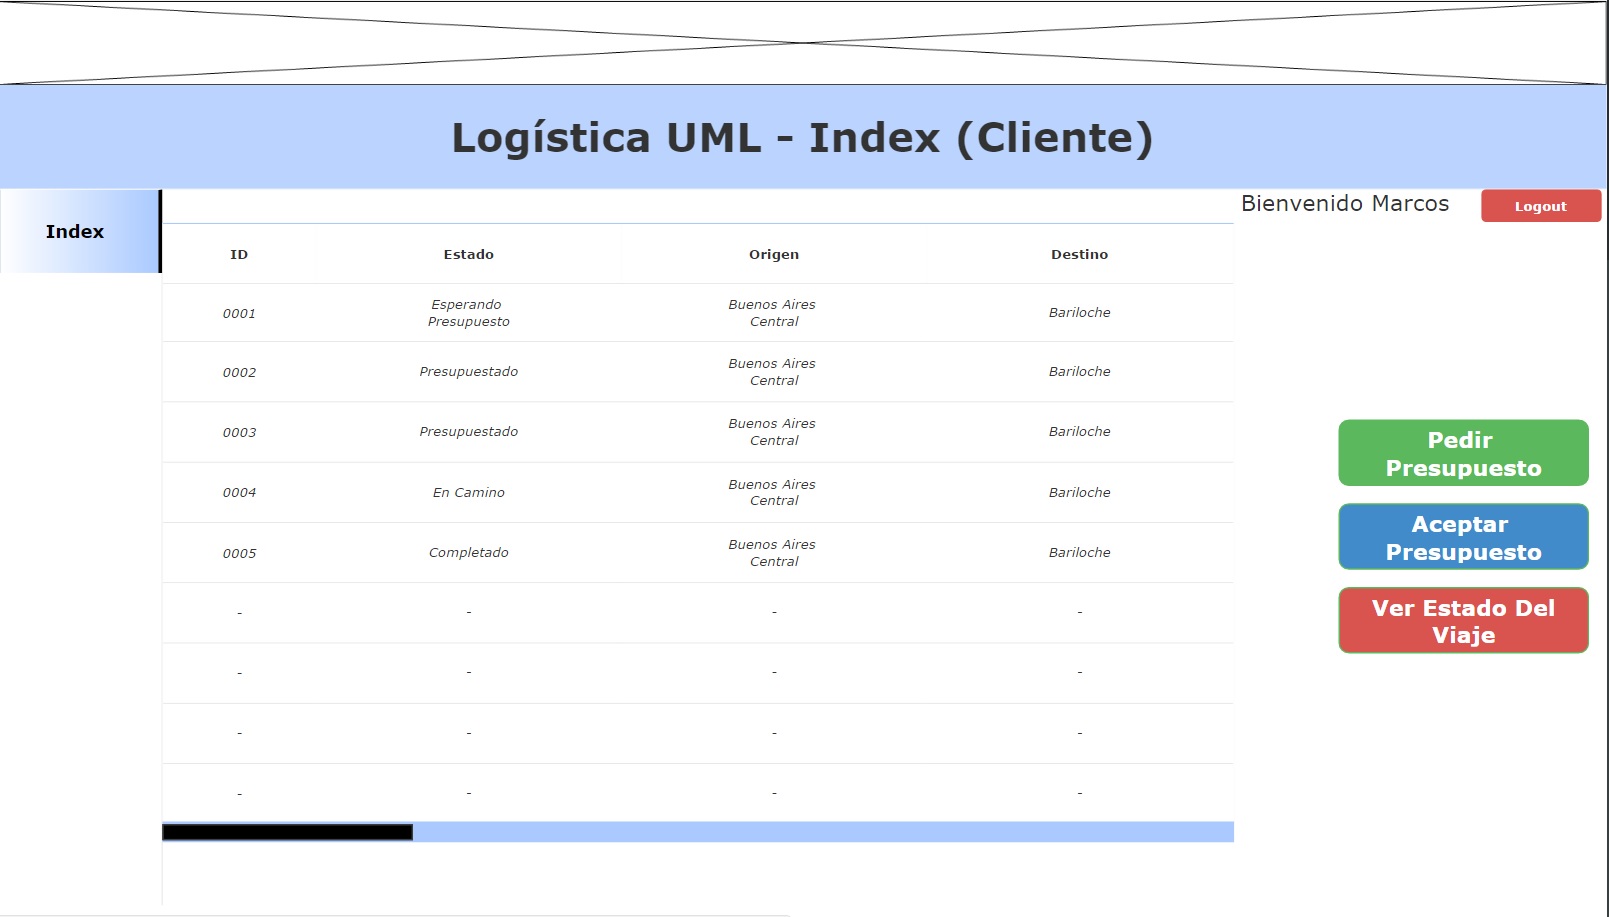 Logística UML - Index (Cliente)
Index
Bienvenido Marcos
Logout
ID Estado Origen Destino
0001 Esperando Presupuesto Buenos Aires Central Bariloche
0002 Presupuestado Buenos Aires Central Bariloche
0003 Presupuestado Buenos Aires Central Bariloche
0004 En Camino Buenos Aires Central Bariloche
0005 Completado Buenos Aires Central Bariloche
- - - -
- - - -
- - - -
- - - -
Pedir
Presupuesto
Aceptar
Presupuesto
Ver Estado Del
Viaje